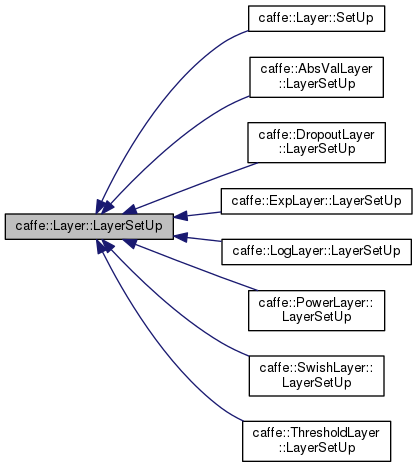 caffe::Layer::SetUp
caffe::AbsValLayer
::LayerSetUp
caffe::DropoutLayer
::LayerSetUp
caffe::ExpLayer::LayerSetUp
caffe::Layer::LayerSetUp
caffe::LogLayer::LayerSetUp
caffe::PowerLayer::
LayerSetUp
caffe::SwishLayer::
LayerSetUp
caffe::ThresholdLayer
::LayerSetUp